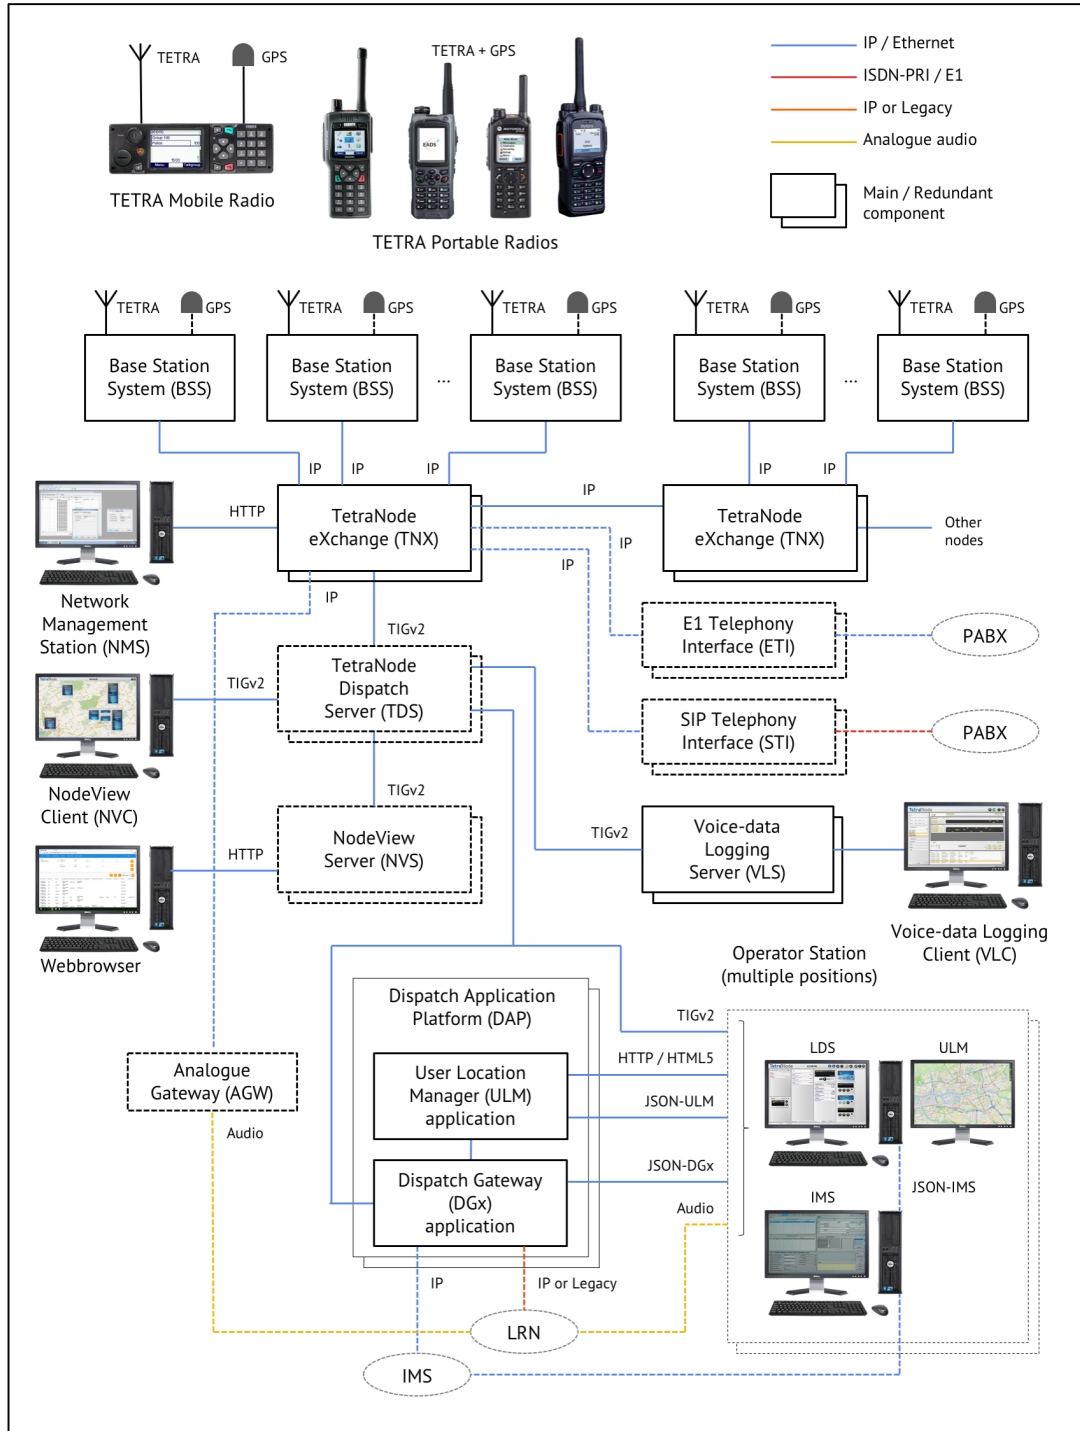 TETRA
GPS
TETRA + GPS
IP / Ethernet
ISDN-PRI / E1
IP or Legacy
Analogue audio
EADS
TETRA Mobile Radio
TETRA Portable Radios
Main / Redundant
component
TETRA
GPS
TETRA
GPS
TETRA
GPS
TETRA
GPS
TETRA
GPS
Base Station
System (BSS)
Base Station
System (BSS)
...
Base Station
System (BSS)
Base Station
System (BSS)
...
Base Station
System (BSS)
IP
IP
IP
IP
IP
HTTP
TetraNode
eXchange (TNX)
IP
TetraNode
eXchange (TNX)
Other
nodes
IP
IP
IP
Network
Management
Station (NMS)
TIGv2
E1 Telephony
Interface (ETI)
PABX
TIGv2
TetraNode
Dispatch
Server (TDS)
SIP Telephony
Interface (STI)
PABX
NodeView
Client (NVC)
TIGv2
HTTP
NodeView
Server (NVS)
TIGv2
Voice-data
Logging
Server (VLS)
TetraNode
Webbrowser
Voice-data Logging
Client (VLC)
Operator Station
(multiple positions)
Dispatch Application
Platform (DAP)
TIGv2
HTTP / HTML5
LDS
ULM
Analogue
Gateway (AGW)
User Location
Manager (ULM)
application
JSON-ULM
Audio
Dispatch Gateway
(DGx)
application
JSON-DGx
JSON-IMS
IMS
Audio
IP
IP or Legacy
LRN
IMS